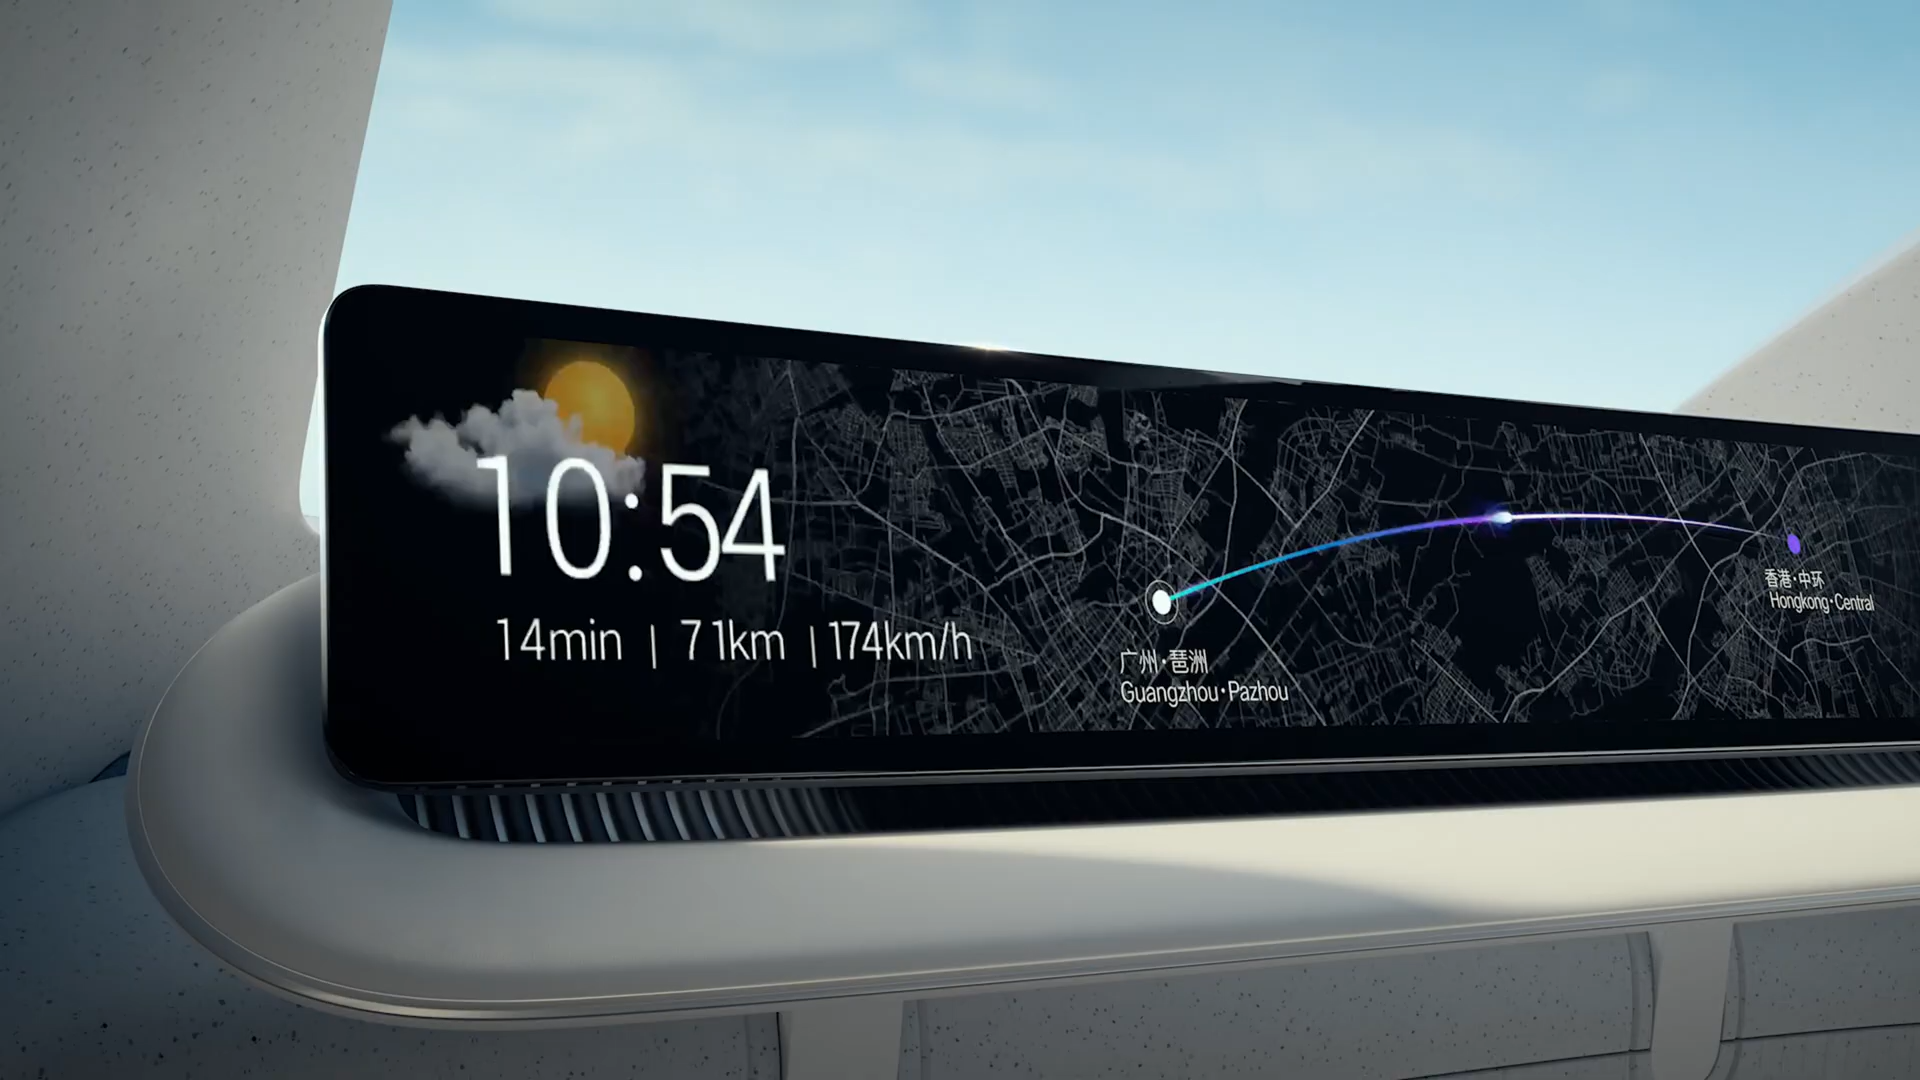 10:54
14min | 71km | 174km/h
广州·琶洲
Guangzhou·Pazhou
香港·中环
Hongkong·Central